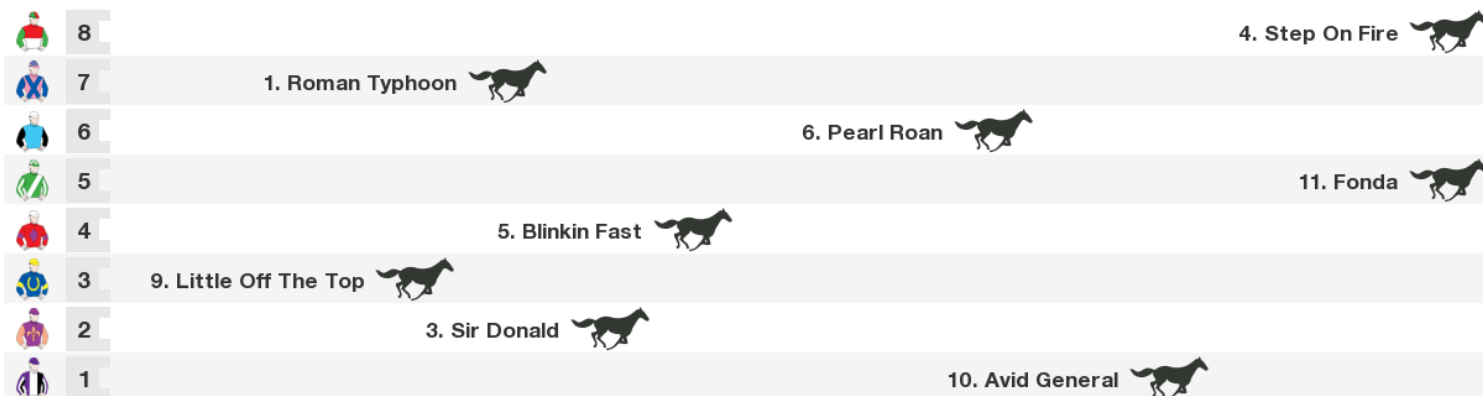 8 4. Step On Fire
7 1. Roman Typhoon
6 6. Pearl Roan
5 11. Fonda
4 5. Blinkin Fast
3 9. Little Off The Top
2 3. Sir Donald
1 10. Avid General